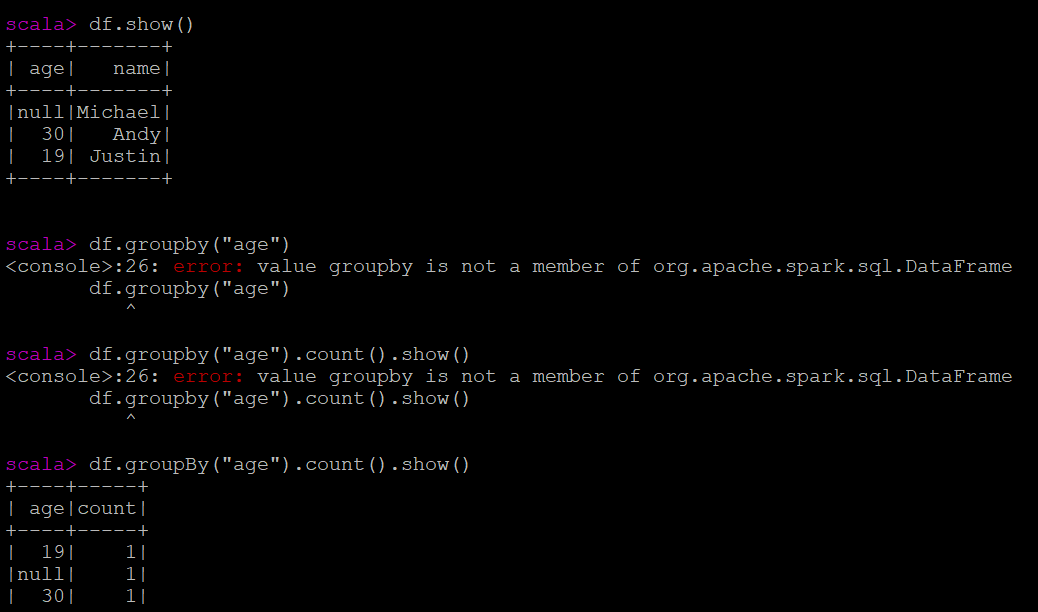 scala> df.show()
+----+-------+
| age|   name|
+----+-------+
|null|Michael|
|  30|   Andy|
|  19| Justin|
+----+-------+
scala> df.groupby("age")
<console>:26: error: value groupby is not a member of org.apache.spark.sql.DataFrame
       df.groupby("age")
          ^
scala> df.groupby("age").count().show()
<console>:26: error: value groupby is not a member of org.apache.spark.sql.DataFrame
       df.groupby("age").count().show()
          ^
scala> df.groupBy("age").count().show()
+----+-----+
| age|count|
+----+-----+
|  19|    1|
|null|    1|
|  30|    1|